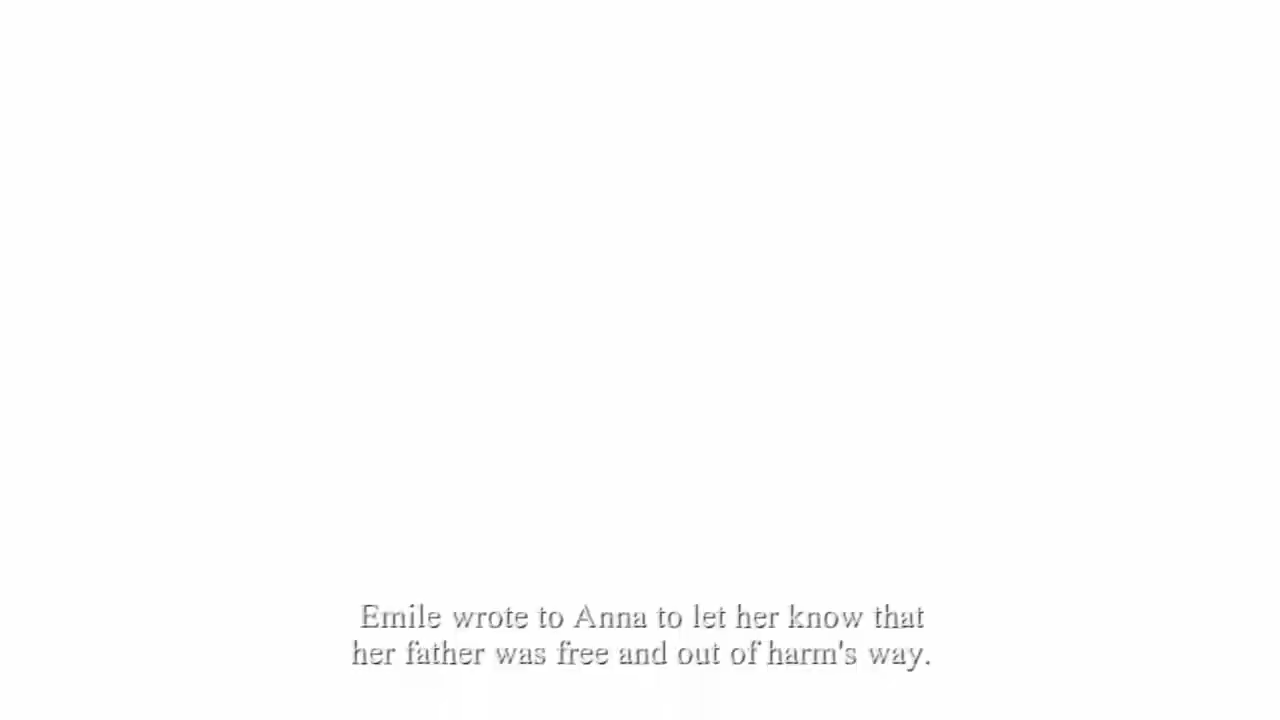 Emile wrote to Anna to let her know that
her father was free and out of harm's way.